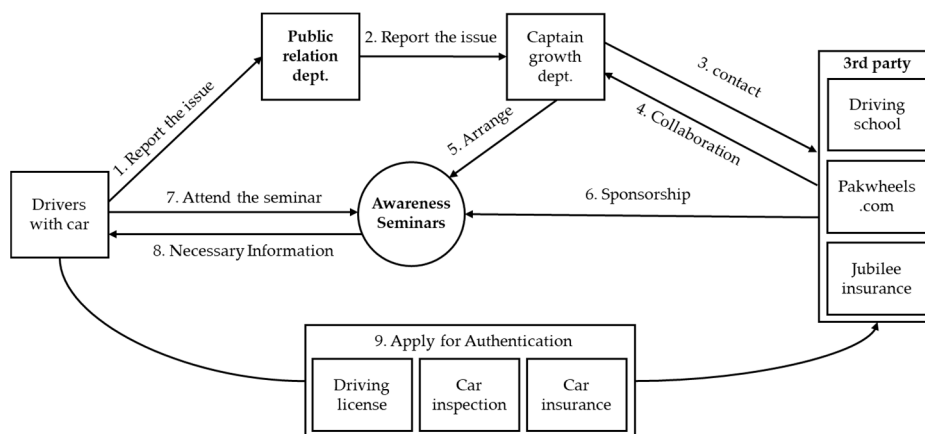 Public
relation dept.
2. Report the issue
Captain
growth
dept.
3. contact
3rd party
Driving
school
1. Report the issue
4. Collaboration
5. Arrange
Pakwheels
.com
6. Sponsorship
Drivers
with car
7. Attend the seminar
Awareness
Seminars
8. Necessary Information
Jubilee
insurance
9. Apply for Authentication
Driving
license
Car
inspection
Car
insurance